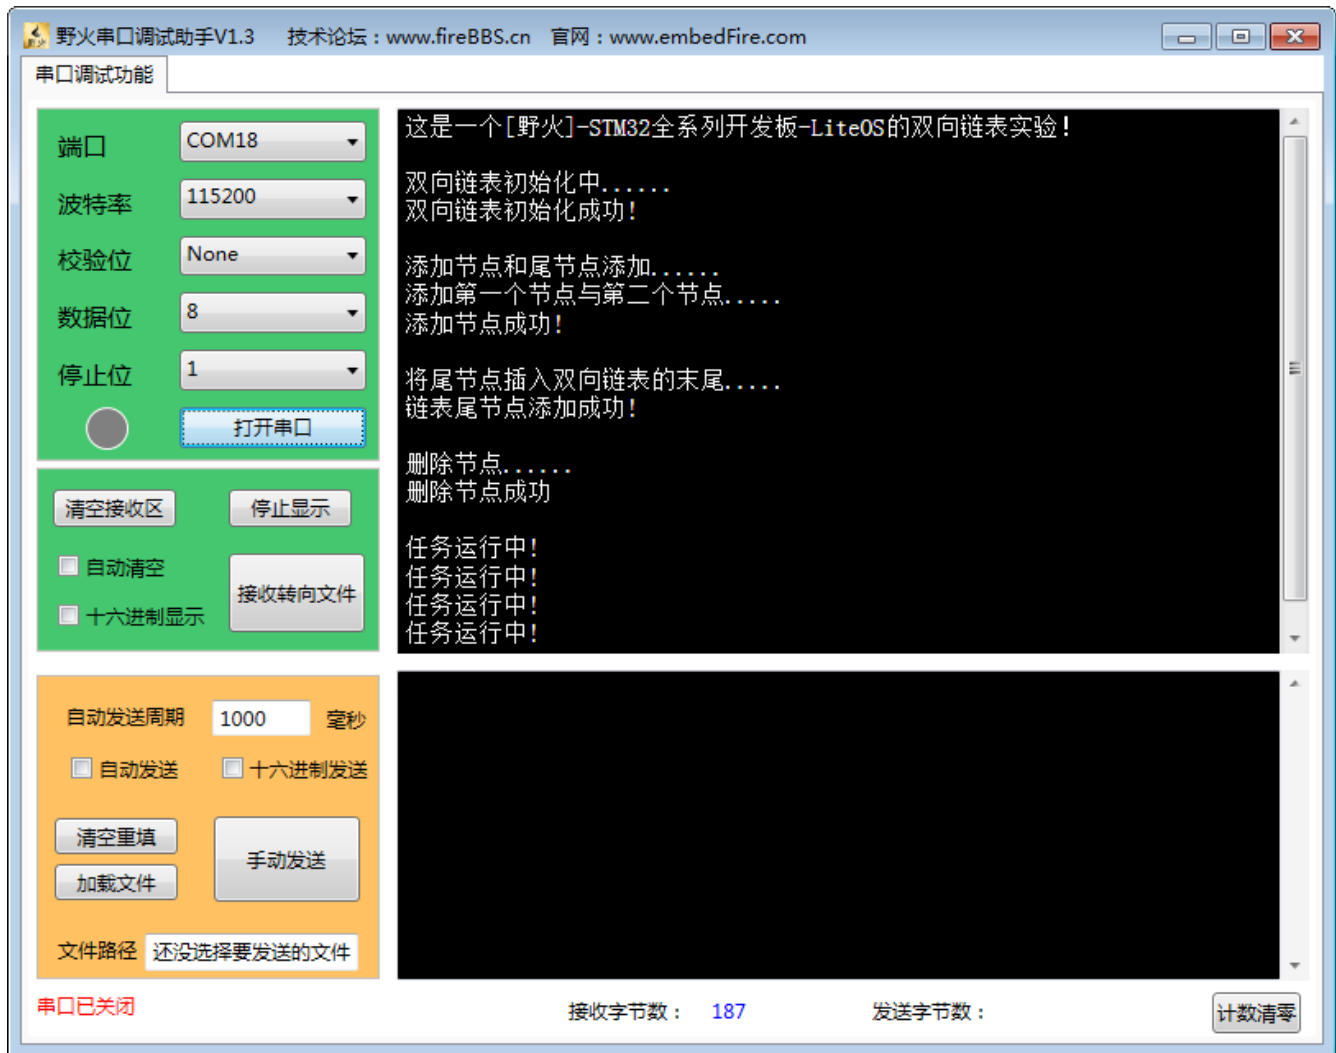 野火串口调试助手V1.3 技术论坛：www.fireBBS.cn 官网：www.embedFire.com
串口调试功能
端口 COM18
波特率 115200
校验位 None
数据位 8
停止位 1
打开串口
清空接收区 停止显示
自动清空
接收转向文件
十六进制显示
这是一个[野火]-STM32全系列开发板-LiteOS的双向链表实验!
双向链表初始化中......
双向链表初始化成功!
添加节点和尾节点添加......
添加第一个节点与第二个节点.....
添加节点成功!
将尾节点插入双向链表的末尾.....
链表尾节点添加成功!
删除节点......
删除节点成功
任务运行中!
任务运行中!
任务运行中!
任务运行中!
自动发送周期 1000 毫秒
自动发送 十六进制发送
清空重填
手动发送
加载文件
文件路径 还没选择要发送的文件
串口已关闭 接收字节数： 187 发送字节数： 计数清零